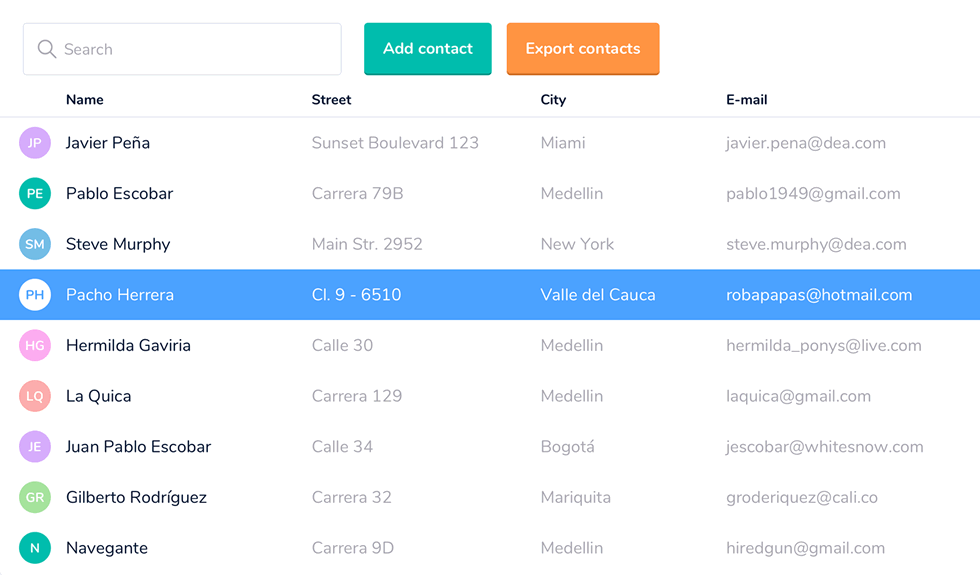 Search Add contact Export contacts
Name Street City E-mail
JP Javier Peña Sunset Boulevard 123 Miami javier.pena@dea.com
PE Pablo Escobar Carrera 79B Medellin pablo1949@gmail.com
SM Steve Murphy Main Str. 2952 New York steve.murphy@dea.com
PH Pacho Herrera Cl. 9 - 6510 Valle del Cauca robapapas@hotmail.com
HG Hermilda Gaviria Calle 30 Medellin hermilda_ponys@live.com
LQ La Quica Carrera 129 Medellin laquica@gmail.com
JE Juan Pablo Escobar Calle 34 Bogotá jescobar@whitesnow.com
GR Gilberto Rodríguez Carrera 32 Mariquita groderiquez@cali.co
N Navegante Carrera 9D Medellin hiredgun@gmail.com